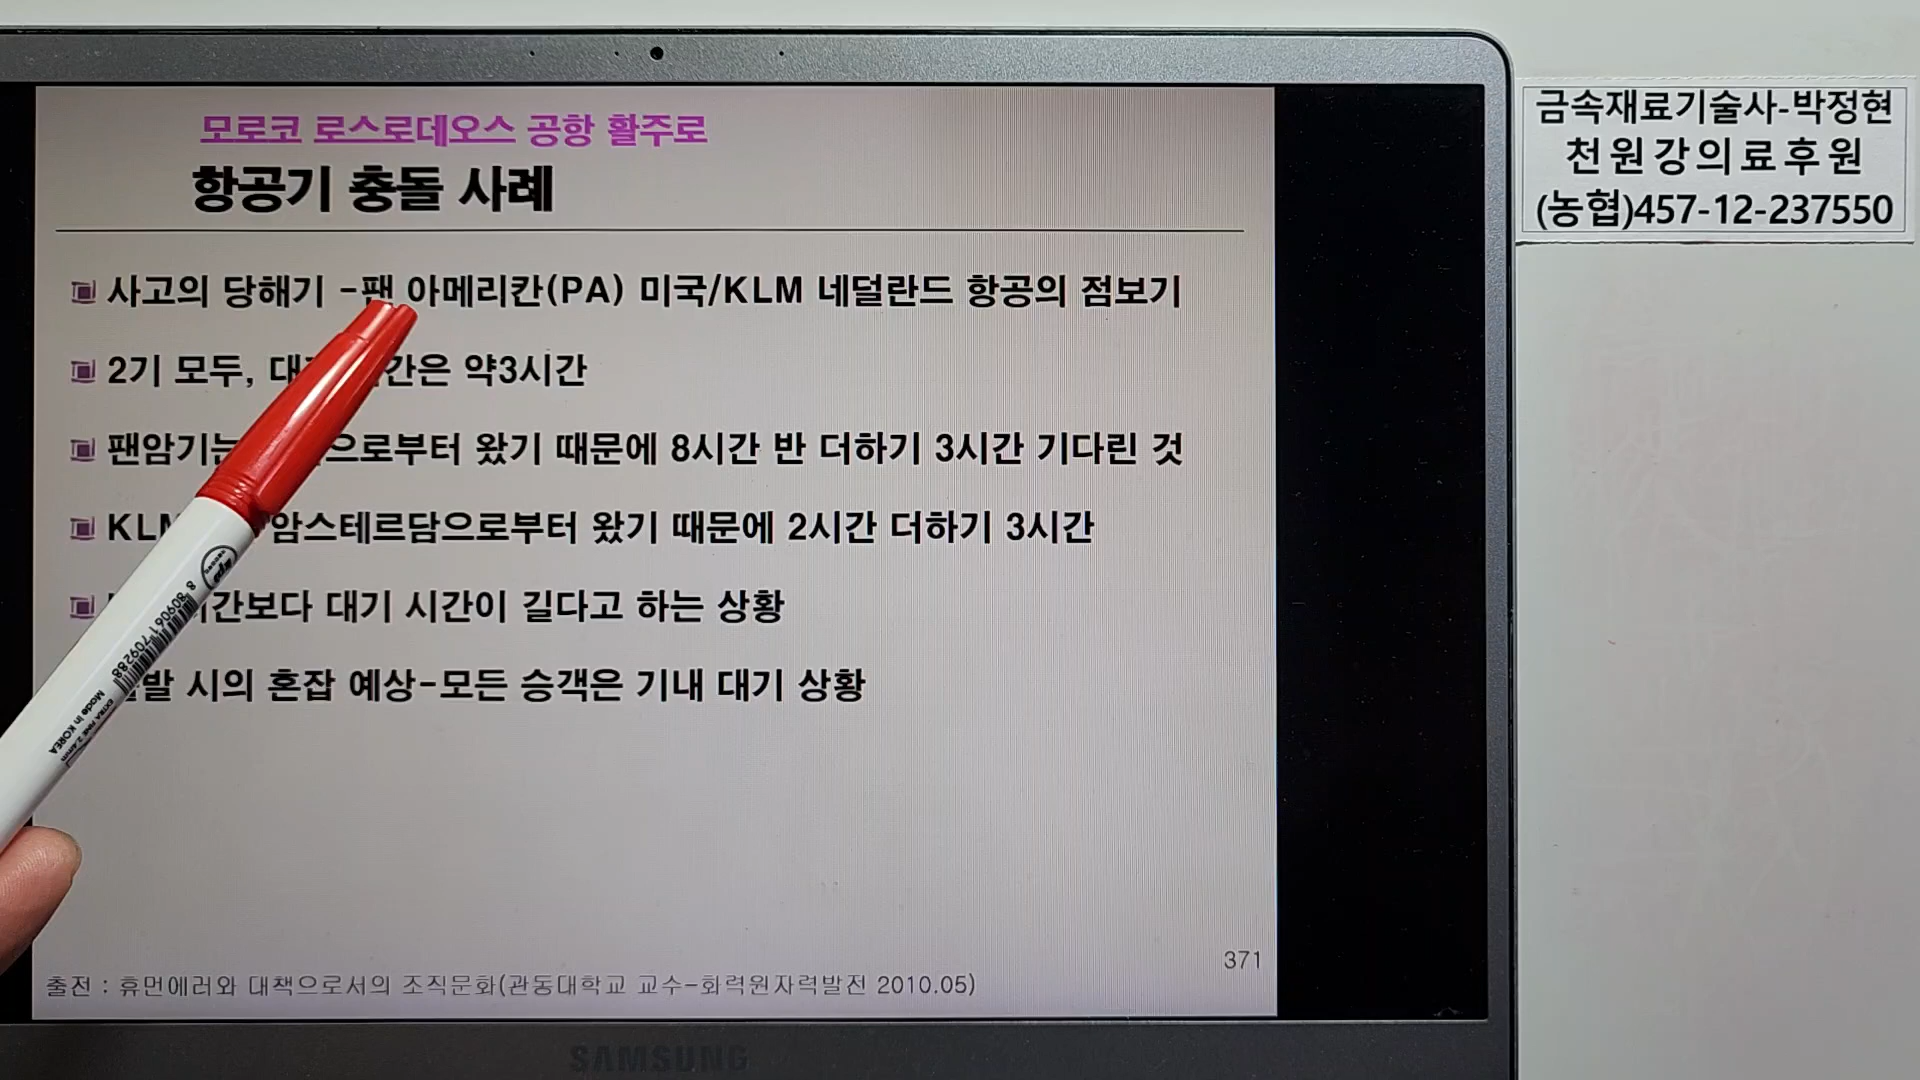 모로코 로스로데오스 공항 활주로
항공기 충돌 사례
사고의 당해기 -팬 아메리칸(PA) 미국/KLM 네덜란드 항공의 점보기
2기 모두, 대 간은 약3시간
팬암기는 으로부터 왔기 때문에 8시간 반 더하기 3시간 기다린 것
KLM 암스테르담으로부터 왔기 때문에 2시간 더하기 3시간
간보다 대기 시간이 길다고 하는 상황
발 시의 혼잡 예상-모든 승객은 기내 대기 상황
371
출전 : 휴먼에러와 대책으로서의 조직문화(관동대학교 교수-화력원자력발전 2010.05)
SAMSUNG
금속재료기술사-박정현
천원강의료후원
(농협)457-12-237550
8 809061 709288
EXTRA FINE 2.4mm
Made in KOREA